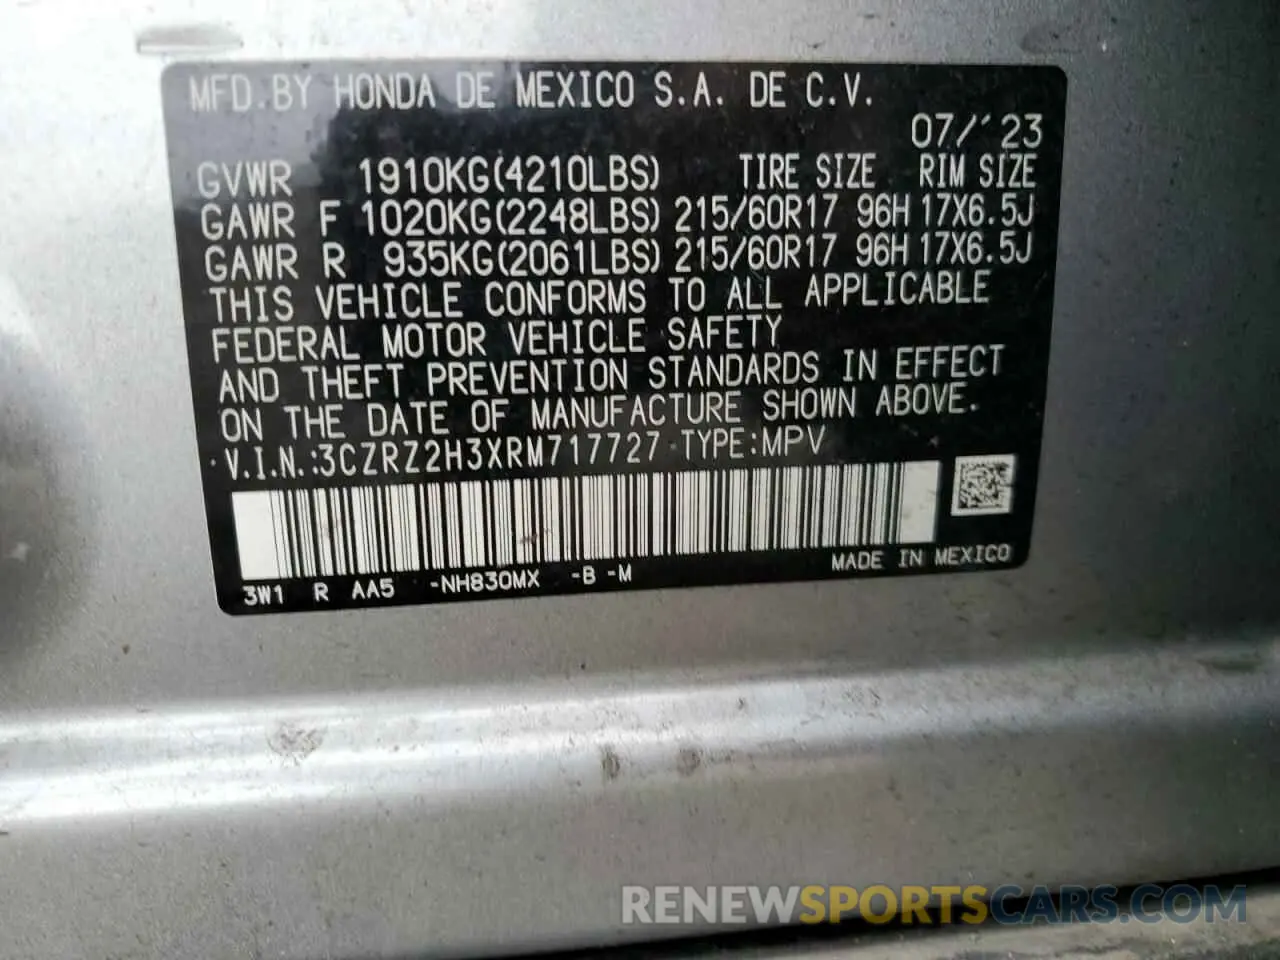 MFD.BY HONDA DE MEXICO S.A. DE C.V.
07/'23
GVWR 1910KG(4210LBS) TIRE SIZE RIM SIZE
GAWR F 1020KG(2248LBS) 215/60R17 96H 17X6.5J
GAWR R 935KG(2061LBS) 215/60R17 96H 17X6.5J
THIS VEHICLE CONFORMS TO ALL APPLICABLE
FEDERAL MOTOR VEHICLE SAFETY
AND THEFT PREVENTION STANDARDS IN EFFECT
ON THE DATE OF MANUFACTURE SHOWN ABOVE.
V.I.N.:3CZRZ2H3XRM717727 TYPE:MPV
MADE IN MEXICO
3W1 R AA5 -NH830MX -B -M
RENEWSPORTSCARS.COM